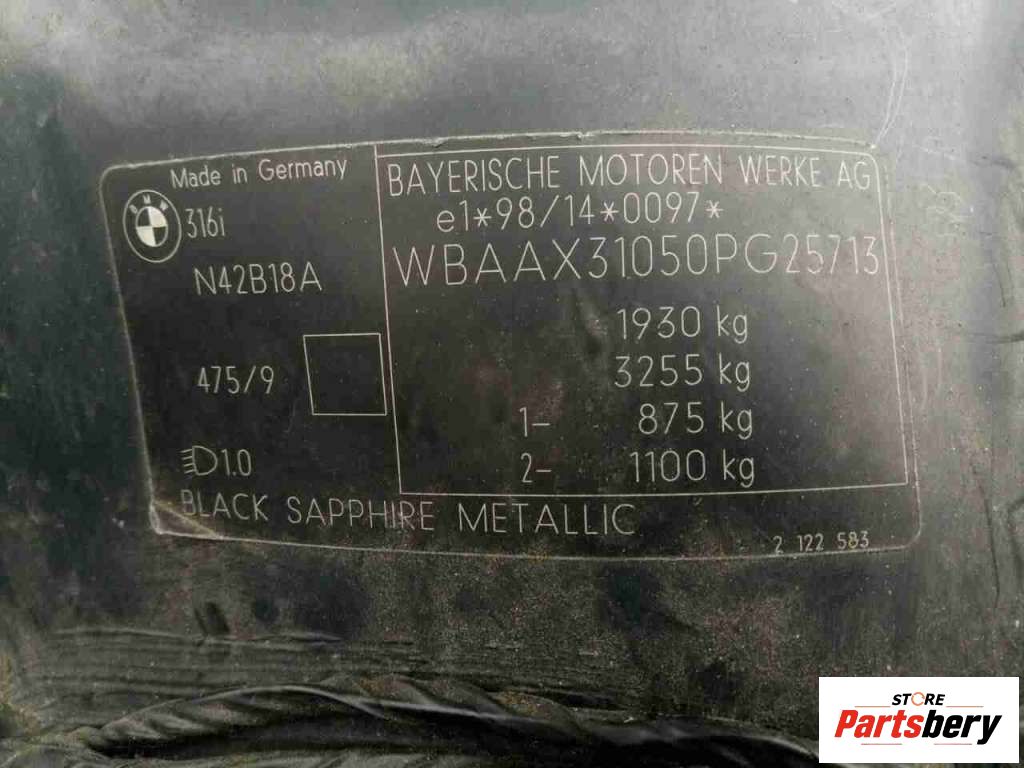 Made in Germany
BMW
316i
N42B18A
475/9
1.0
BAYERISCHE MOTOREN WERKE AG
e1*98/14*0097*
WBAAX31050PG25713
1930 kg
3255 kg
1- 875 kg
2- 1100 kg
BLACK SAPPHIRE METALLIC
2 122 583
STORE
Partsbery